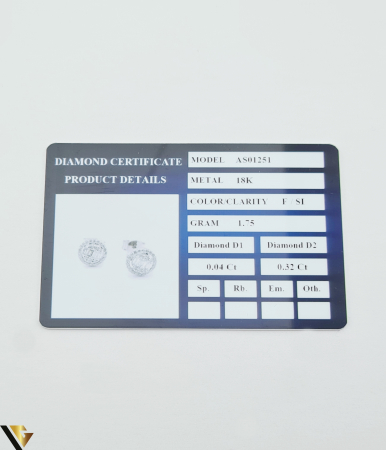 DIAMOND CERTIFICATE
PRODUCT DETAILS
MODEL AS01251
METAL 18K
COLOR/CLARITY F SI
GRAM 1.75
Diamond D1 Diamond D2
0.04 Ct 0.32 Ct
Sp. Rb. Em. Oth.